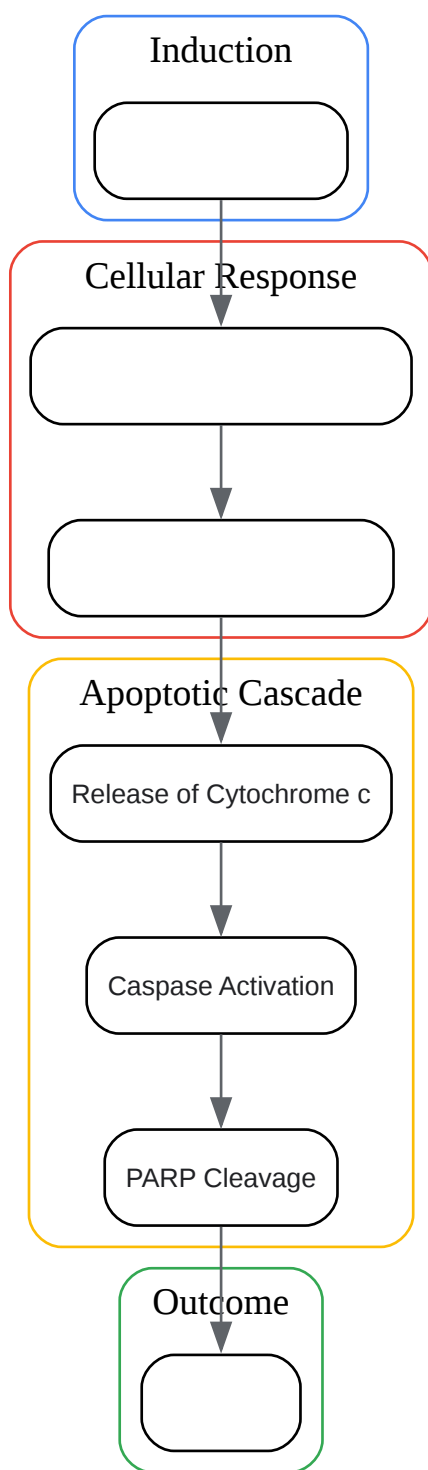 Induction
Cellular Response
Apoptotic Cascade
Release of Cytochrome c
Caspase Activation
PARP Cleavage
Outcome